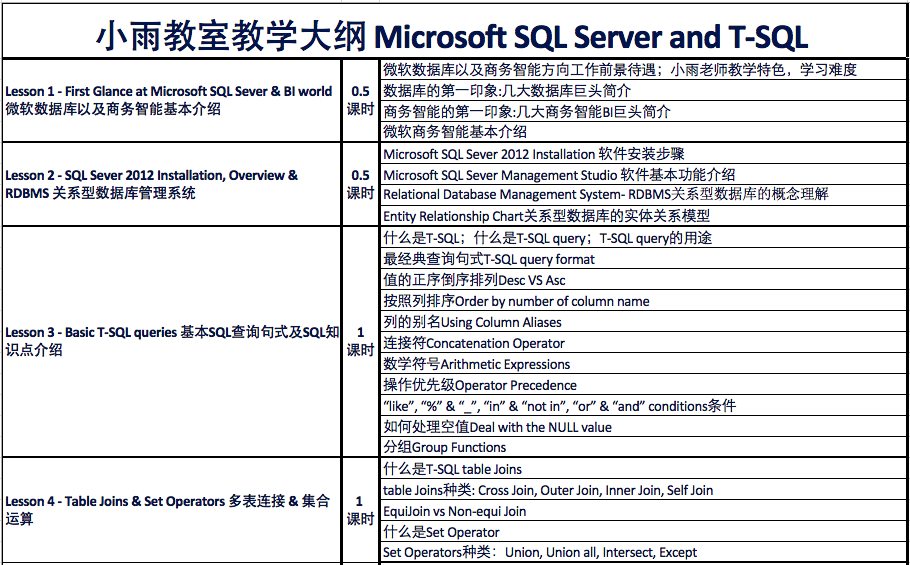 小雨教室教学大纲 Microsoft SQL Server and T-SQL
Lesson 1 - First Glance at Microsoft SQL Sever & BI world
微软数据库以及商务智能基本介绍
0.5
课时
微软数据库以及商务智能方向工作前景待遇；小雨老师教学特色，学习难度
数据库的第一印象:几大数据库巨头简介
商务智能的第一印象:几大商务智能BI巨头简介
微软商务智能基本介绍
Lesson 2 - SQL Sever 2012 Installation, Overview &
RDBMS 关系型数据库管理系统
0.5
课时
Microsoft SQL Sever 2012 Installation 软件安装步骤
Microsoft SQL Sever Management Studio 软件基本功能介绍
Relational Database Management System- RDBMS关系型数据库的概念理解
Entity Relationship Chart关系型数据库的实体关系模型
Lesson 3 - Basic T-SQL queries 基本SQL查询句式及SQL知
识点介绍
1
课时
什么是T-SQL；什么是T-SQL query；T-SQL query的用途
最经典查询句式T-SQL query format
值的正序倒序排列Desc VS Asc
按照列排序Order by number of column name
列的别名Using Column Aliases
连接符Concatenation Operator
数学符号Arithmetic Expressions
操作优先级Operator Precedence
“like”, “%” & “_”, “in” & “not in”, “or” & “and” conditions条件
如何处理空值Deal with the NULL value
分组Group Functions
Lesson 4 - Table Joins & Set Operators 多表连接 & 集合
运算
1
课时
什么是T-SQL table Joins
table Joins种类: Cross Join, Outer Join, Inner Join, Self Join
EquiJoin vs Non-equi Join
什么是Set Operator
Set Operators种类：Union, Union all, Intersect, Except